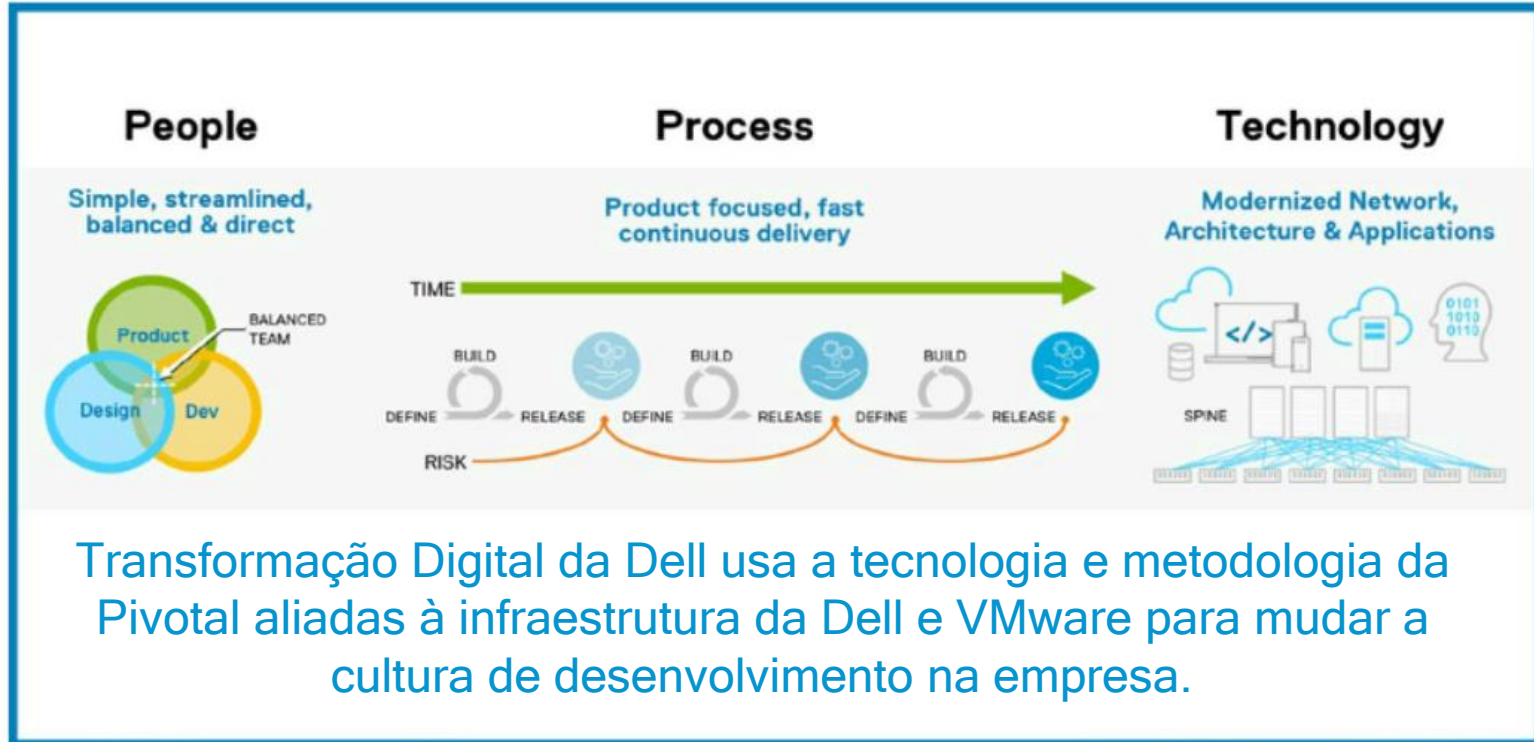 People
Process
Technology
Simple, streamlined,
balanced & direct
Product focused, fast
continuous delivery
Modernized Network,
Architecture & Applications
Product
Design
Dev
BALANCED
TEAM
TIME
BUILD
BUILD
BUILD
DEFINE
RELEASE
DEFINE
RELEASE
DEFINE
RELEASE
RISK
</>
0101
1010
0110
SPINE
Transformação Digital da Dell usa a tecnologia e metodologia da
Pivotal aliadas à infraestrutura da Dell e VMware para mudar a
cultura de desenvolvimento na empresa.